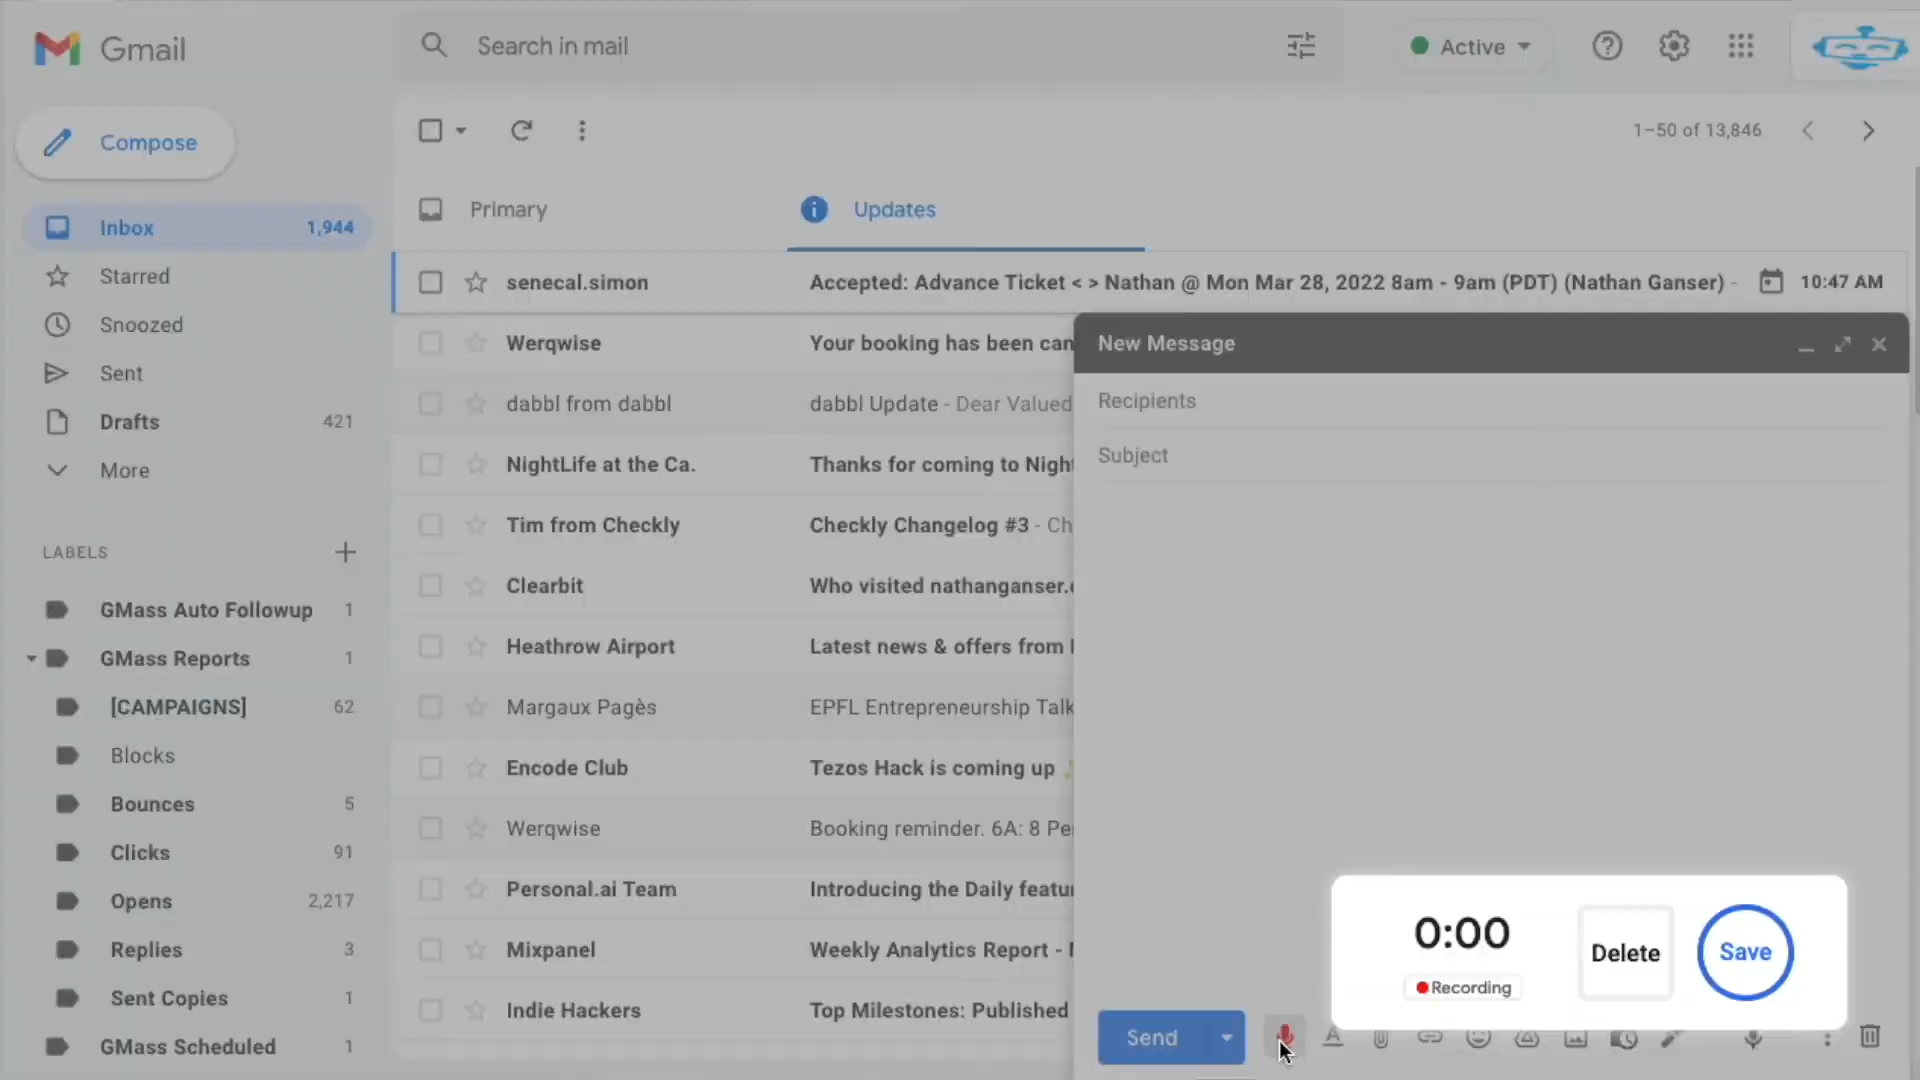 Gmail
Search in mail
Active
Compose
1–50 of 13,846
Primary
Updates
Inbox 1,944
Starred
Snoozed
Sent
Drafts 421
More
LABELS
GMass Auto Followup 1
GMass Reports 1
[CAMPAIGNS] 62
Blocks
Bounces 5
Clicks 91
Opens 2,217
Replies 3
Sent Copies 1
GMass Scheduled 1
senecal.simon Accepted: Advance Ticket < > Nathan @ Mon Mar 28, 2022 8am - 9am (PDT) (Nathan Ganser) - 10:47 AM
Werqwise Your booking has been can
dabbl from dabbl dabbl Update - Dear Valued
NightLife at the Ca. Thanks for coming to Night
Tim from Checkly Checkly Changelog #3 - Ch
Clearbit Who visited nathanganser.
Heathrow Airport Latest news & offers from
Margaux Pagès EPFL Entrepreneurship Talk
Encode Club Tezos Hack is coming up
Werqwise Booking reminder. 6A: 8 Pe
Personal.ai Team Introducing the Daily featu
Mixpanel Weekly Analytics Report -
Indie Hackers Top Milestones: Published
New Message
Recipients
Subject
0:00
Recording
Delete
Save
Send